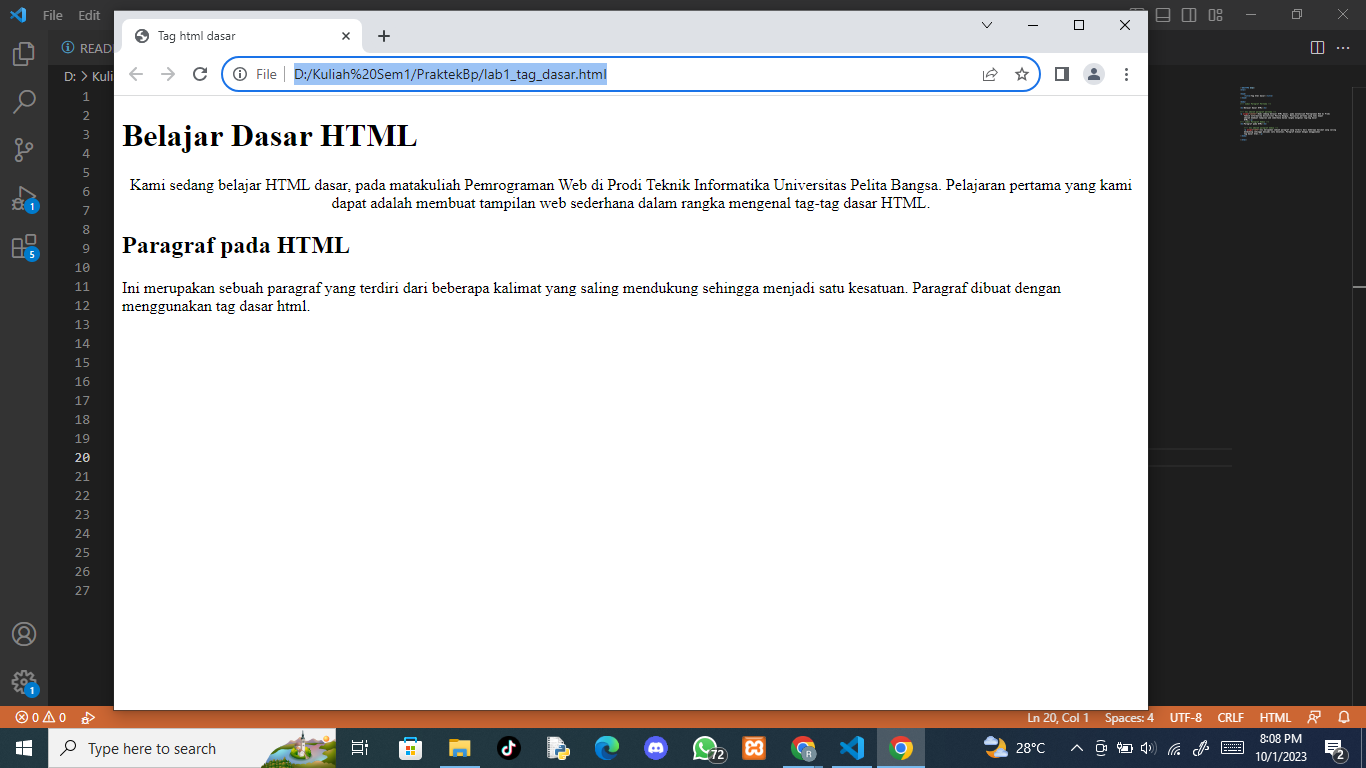 File Edit
Tag html dasar
READ
D: > Kuli
File D:/Kuliah%20Sem1/PraktekBp/lab1_tag_dasar.html
Belajar Dasar HTML
Kami sedang belajar HTML dasar, pada matakuliah Pemrograman Web di Prodi Teknik Informatika Universitas Pelita Bangsa. Pelajaran pertama yang kami
dapat adalah membuat tampilan web sederhana dalam rangka mengenal tag-tag dasar HTML.
Paragraf pada HTML
Ini merupakan sebuah paragraf yang terdiri dari beberapa kalimat yang saling mendukung sehingga menjadi satu kesatuan. Paragraf dibuat dengan
menggunakan tag dasar html.
1
2
3
4
5
6
7
8
9
10
11
12
13
14
15
16
17
18
19
20
21
22
23
24
25
26
27
1
5
1
0 0 Ln 20, Col 1 Spaces: 4 UTF-8 CRLF HTML
Type here to search 72 R 28°C 8:08 PM
10/1/2023 2